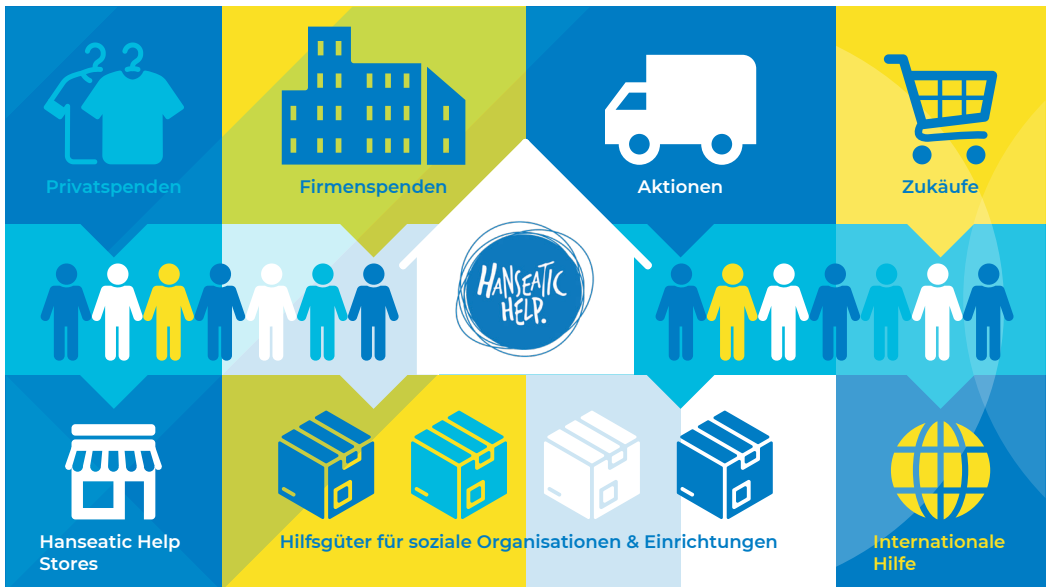 Privatspenden
Firmenspenden
Aktionen
Zukäufe
HANSEATIC
HELP.
Hanseatic Help
Stores
Hilfsgüter für soziale Organisationen & Einrichtungen
Internationale
Hilfe